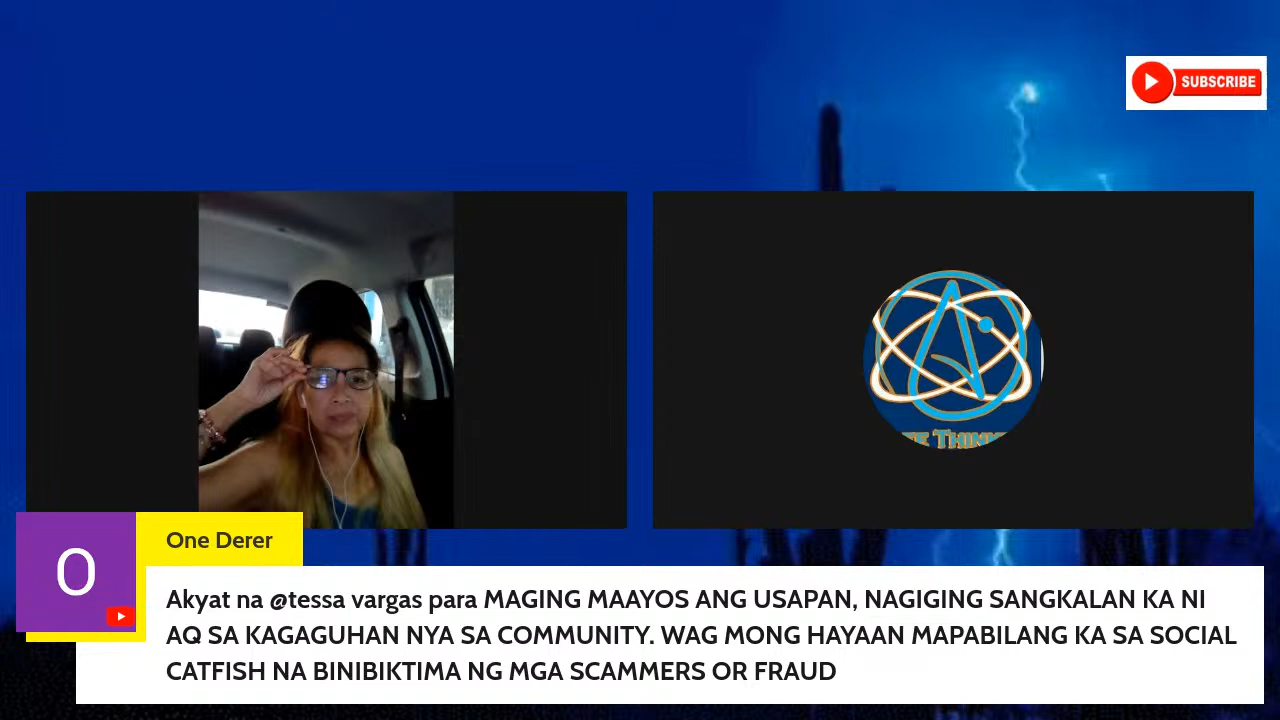 SUBSCRIBE
One Derer
Akyat na @tessa vargas para MAGING MAAYOS ANG USAPAN, NAGIGING SANGKALAN KA NI
AQ SA KAGAGUHAN NYA SA COMMUNITY. WAG MONG HAYAAN MAPABILANG KA SA SOCIAL
CATFISH NA BINIBIKTIMA NG MGA SCAMMERS OR FRAUD